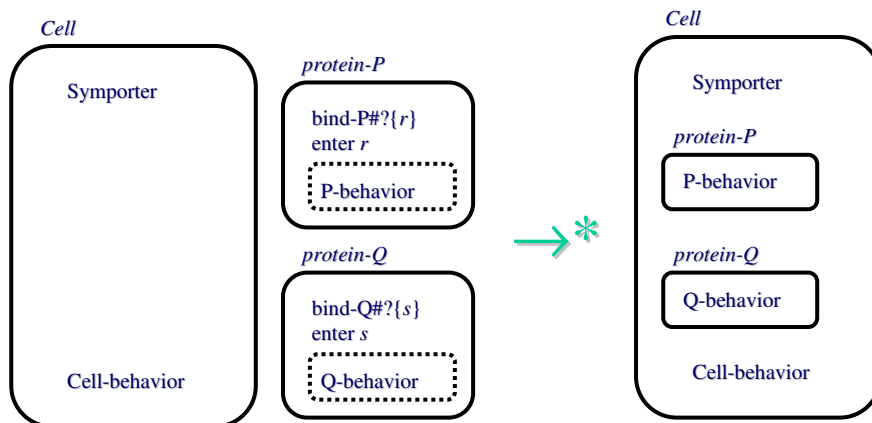 Cell
Symporter
Cell-behavior
protein-P
bind-P#?{r}
enter r
P-behavior
protein-Q
bind-Q#?{s}
enter s
Q-behavior
→*
Cell
Symporter
protein-P
P-behavior
protein-Q
Q-behavior
Cell-behavior